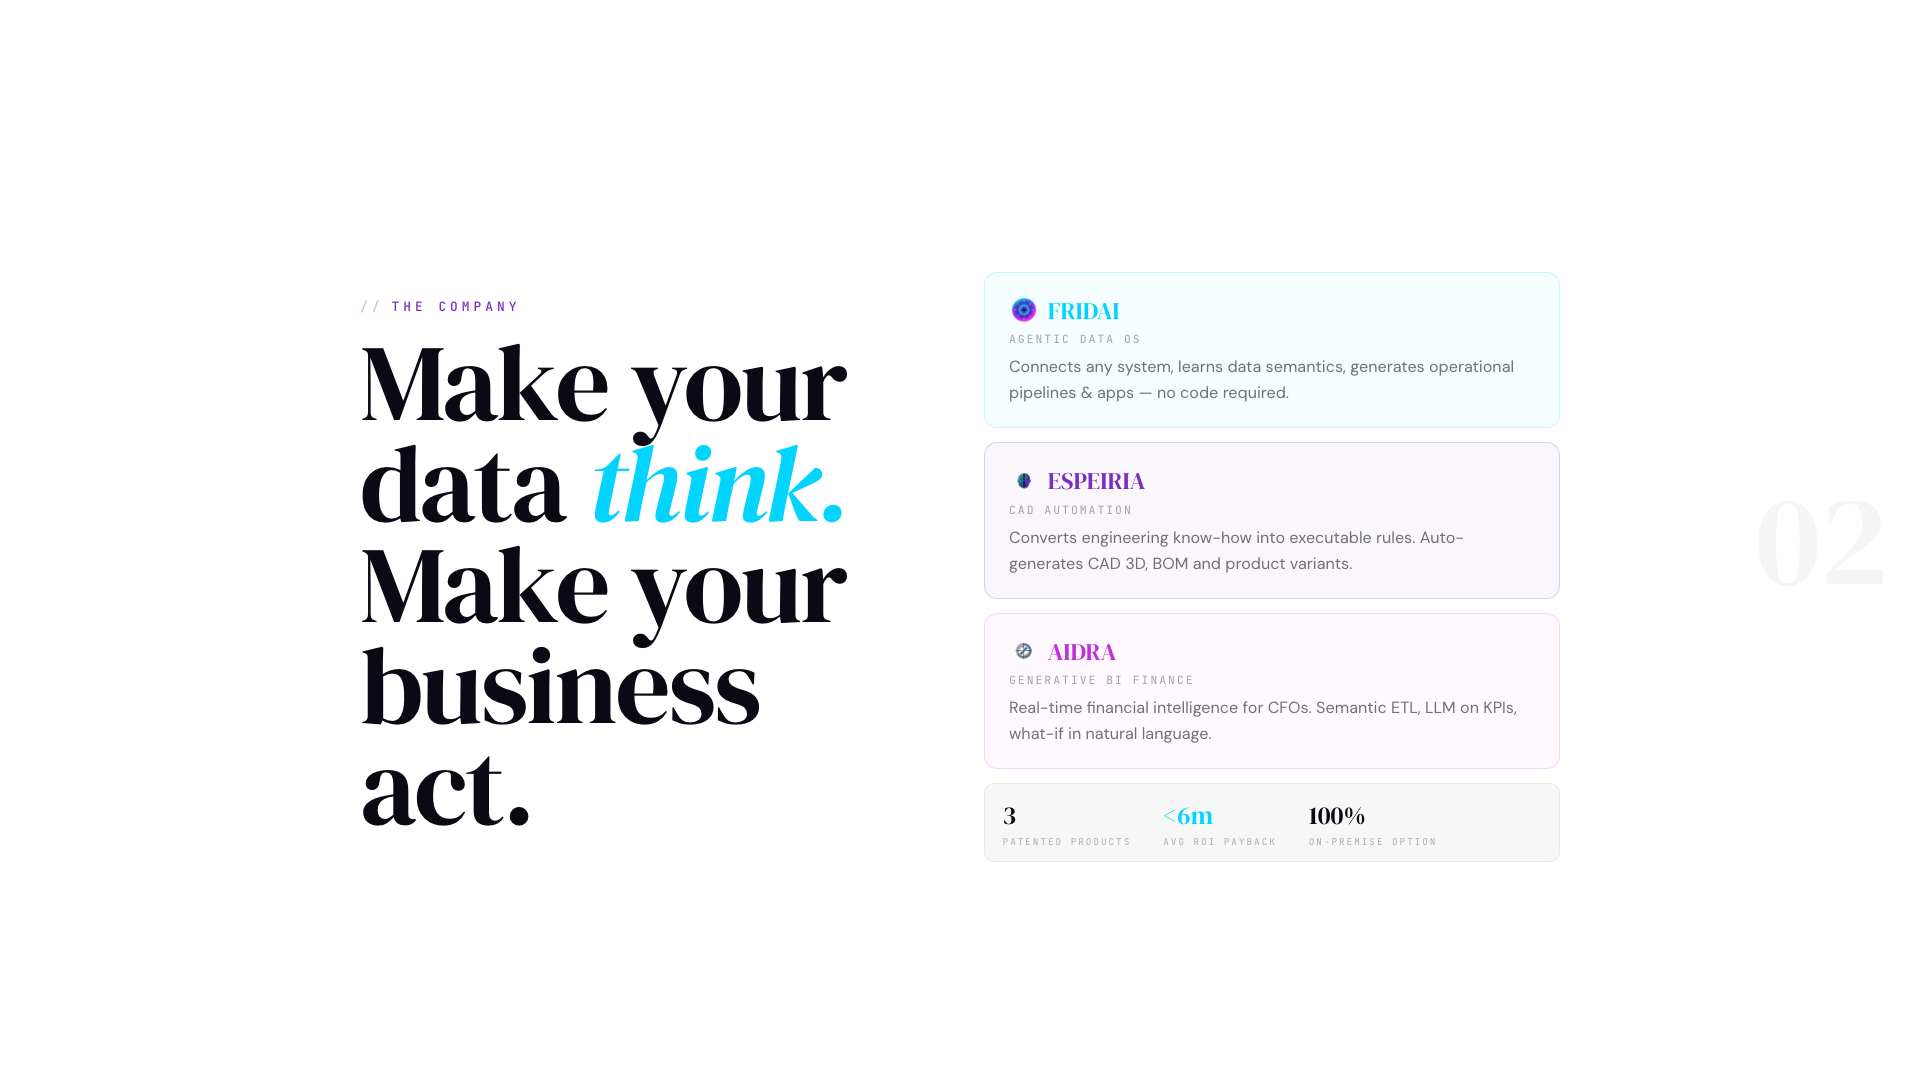 // THE COMPANY
Make your
data think.
Make your
business
act.
FRIDAI
AGENTIC DATA OS
Connects any system, learns data semantics, generates operational
pipelines & apps — no code required.
ESPEIRIA
CAD AUTOMATION
Converts engineering know-how into executable rules. Auto-
generates CAD 3D, BOM and product variants.
AIDRA
GENERATIVE BI FINANCE
Real-time financial intelligence for CFOs. Semantic ETL, LLM on KPIs,
what-if in natural language.
3
PATENTED PRODUCTS
<6m
AVG ROI PAYBACK
100%
ON-PREMISE OPTION
02